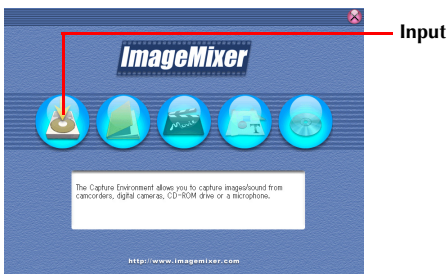 Input
ImageMixer
Movie
T
The Capture Environment allows you to capture images/sound from
camcorders, digital cameras, CD-ROM drive or a microphone.
http://www.imagemixer.com